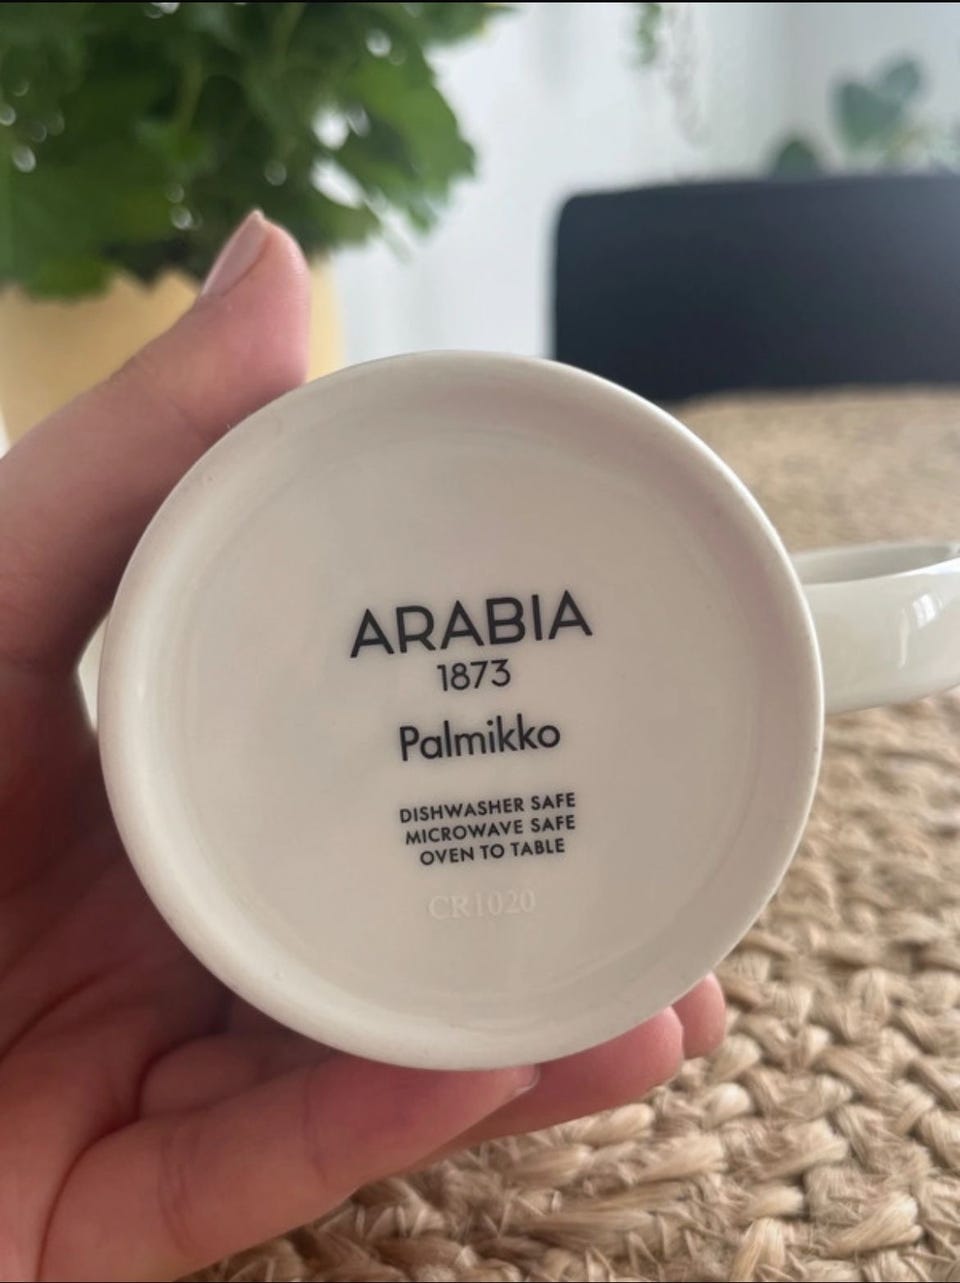 ARABIA
1873
Palmikko
DISHWASHER SAFE
MICROWAVE SAFE
OVEN TO TABLE
CR1020